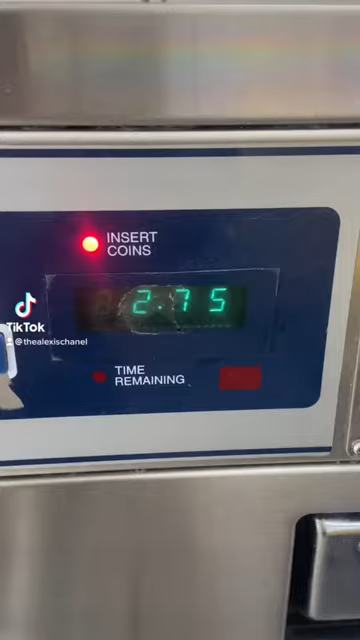 INSERT
COINS
2.75
TikTok
@thealexischanel
TIME
REMAINING